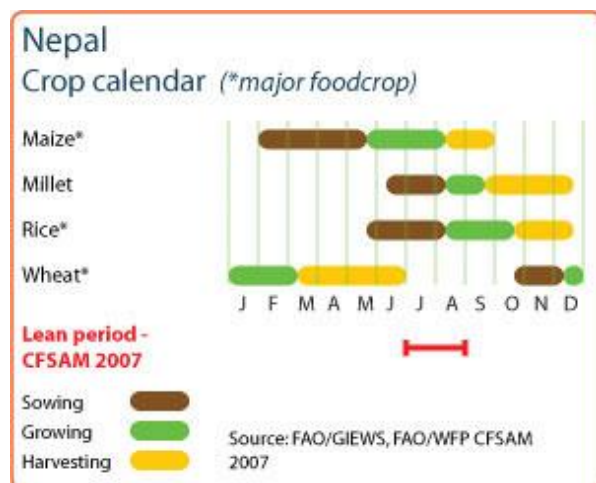 Nepal
Crop calendar (*major foodcrop)
Maize*
Millet
Rice*
Wheat*
J F M A M J J A S O N D
Lean period -
CFSAM 2007
Sowing
Growing
Harvesting
Source: FAO/GIEWS, FAO/WFP CFSAM
2007